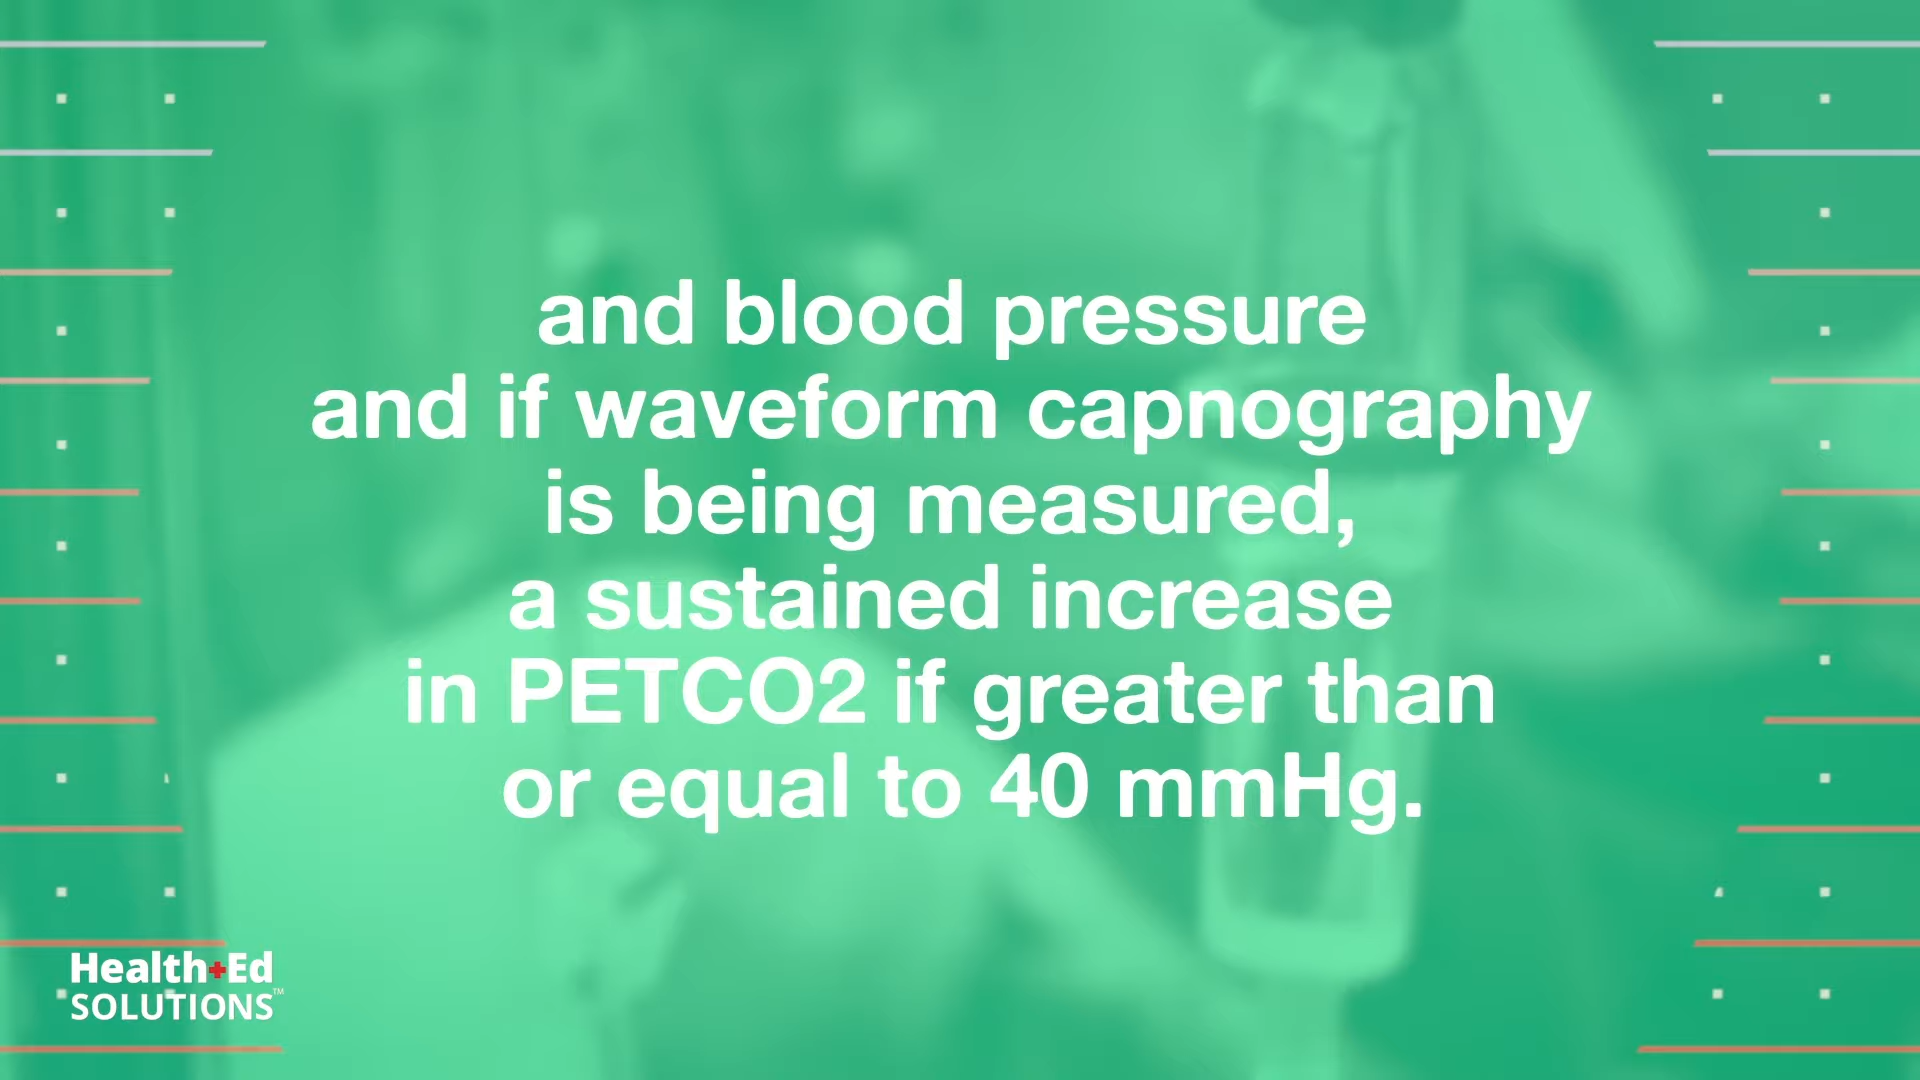 and blood pressure
and if waveform capnography
is being measured,
a sustained increase
in PETCO2 if greater than
or equal to 40 mmHg.
Health+Ed
SOLUTIONS™